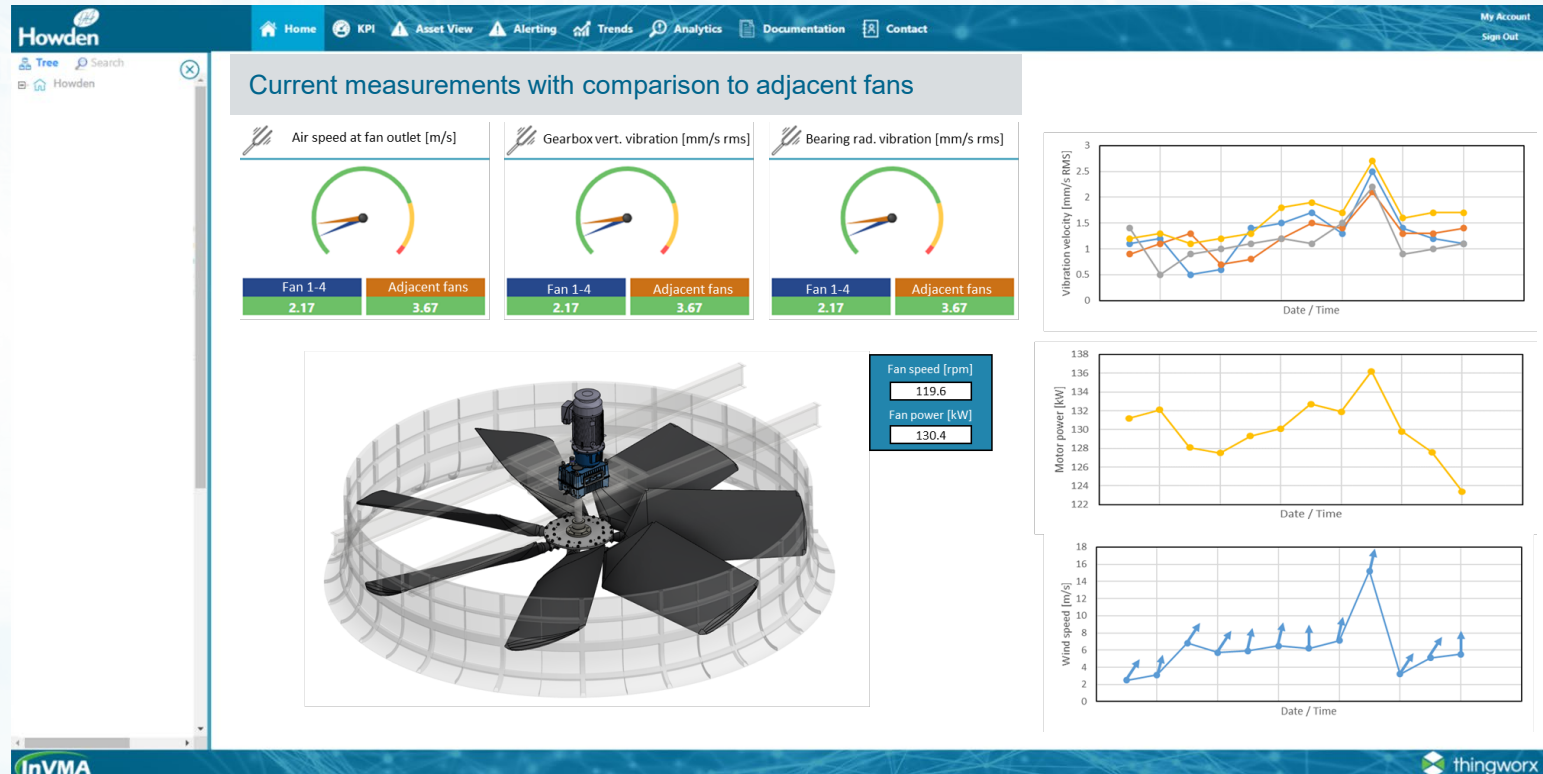 Howden
Home
KPI
Asset View
Alerting
Trends
Analytics
Documentation
Contact
My Account
Sign Out
Tree
Search
Howden
Current measurements with comparison to adjacent fans
Air speed at fan outlet [m/s]
Fan 1-4
Adjacent fans
2.17
3.67
Gearbox vert. vibration [mm/s rms]
Fan 1-4
Adjacent fans
2.17
3.67
Bearing rad. vibration [mm/s rms]
Fan 1-4
Adjacent fans
2.17
3.67
Fan speed [rpm]
119.6
Fan power [kW]
130.4
Vibration velocity [mm/s RMS]
3
2.5
2
1.5
1
0.5
0
Date / Time
Motor power [kW]
138
136
134
132
130
128
126
124
122
Date / Time
Wind speed [m/s]
18
16
14
12
10
8
6
4
2
0
Date / Time
InVMA
thingworx